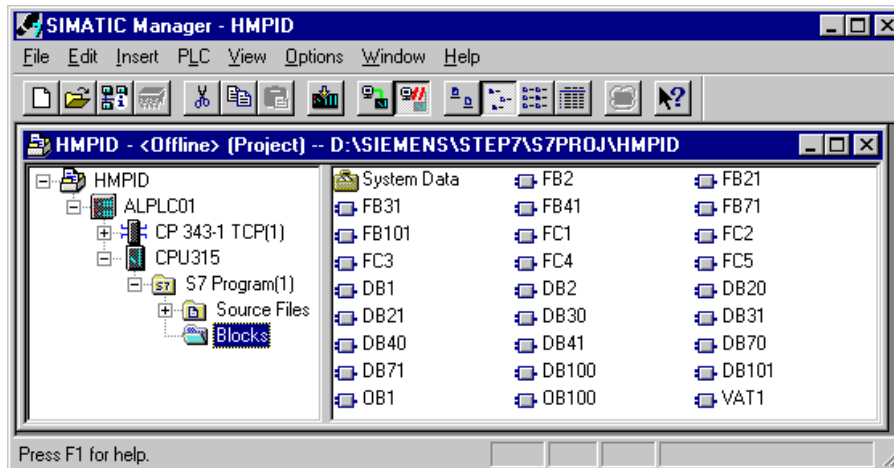 SIMATIC Manager - HMPID
File Edit Insert PLC View Options Window Help
HMPID - <Offline> (Project) -- D:\SIEMENS\STEP7\S7PROJ\HMPID
HMPID
ALPLC01
CP 343-1 TCP(1)
CPU315
S7 Program(1)
Source Files
Blocks
System Data FB2 FB21
FB31 FB41 FB71
FB101 FC1 FC2
FC3 FC4 FC5
DB1 DB2 DB20
DB21 DB30 DB31
DB40 DB41 DB70
DB71 DB100 DB101
OB1 OB100 VAT1
Press F1 for help.